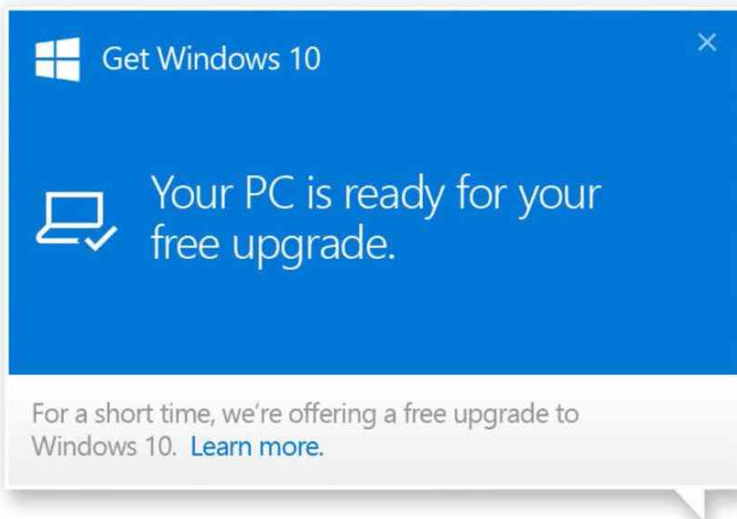 Get Windows 10
Your PC is ready for your
free upgrade.
For a short time, we're offering a free upgrade to
Windows 10. Learn more.